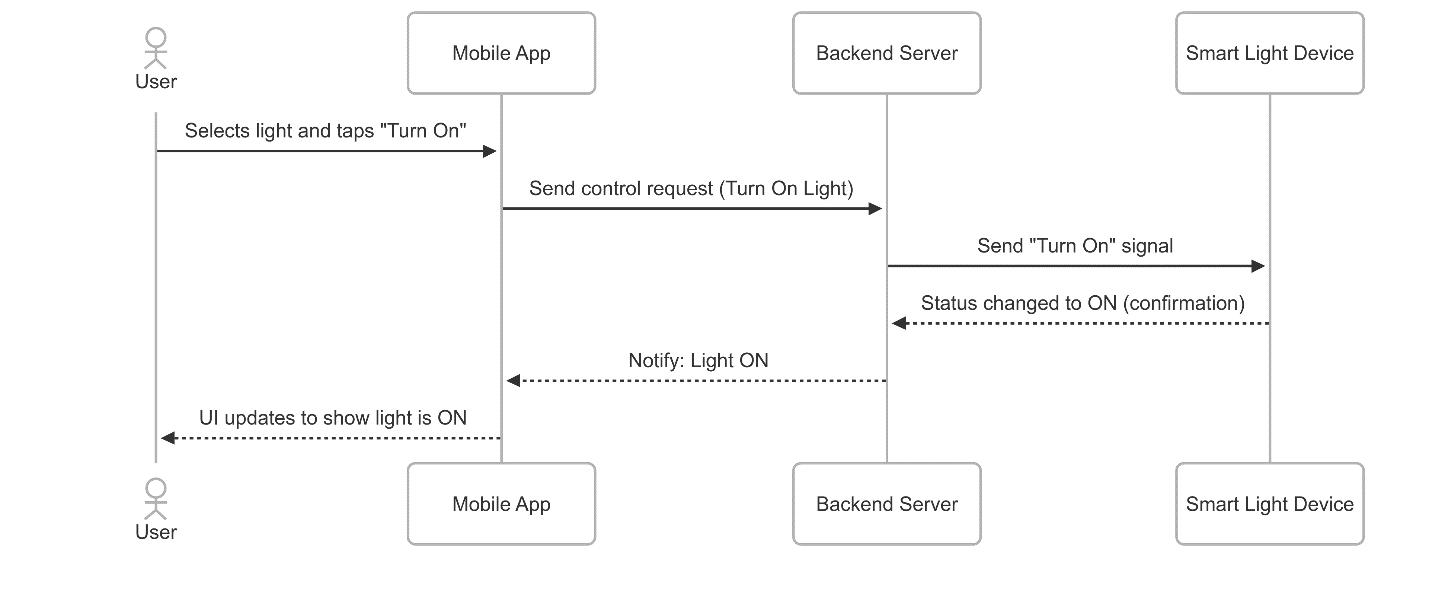 User
Mobile App
Backend Server
Smart Light Device
Selects light and taps "Turn On"
Send control request (Turn On Light)
Send "Turn On" signal
Status changed to ON (confirmation)
Notify: Light ON
UI updates to show light is ON
User
Mobile App
Backend Server
Smart Light Device